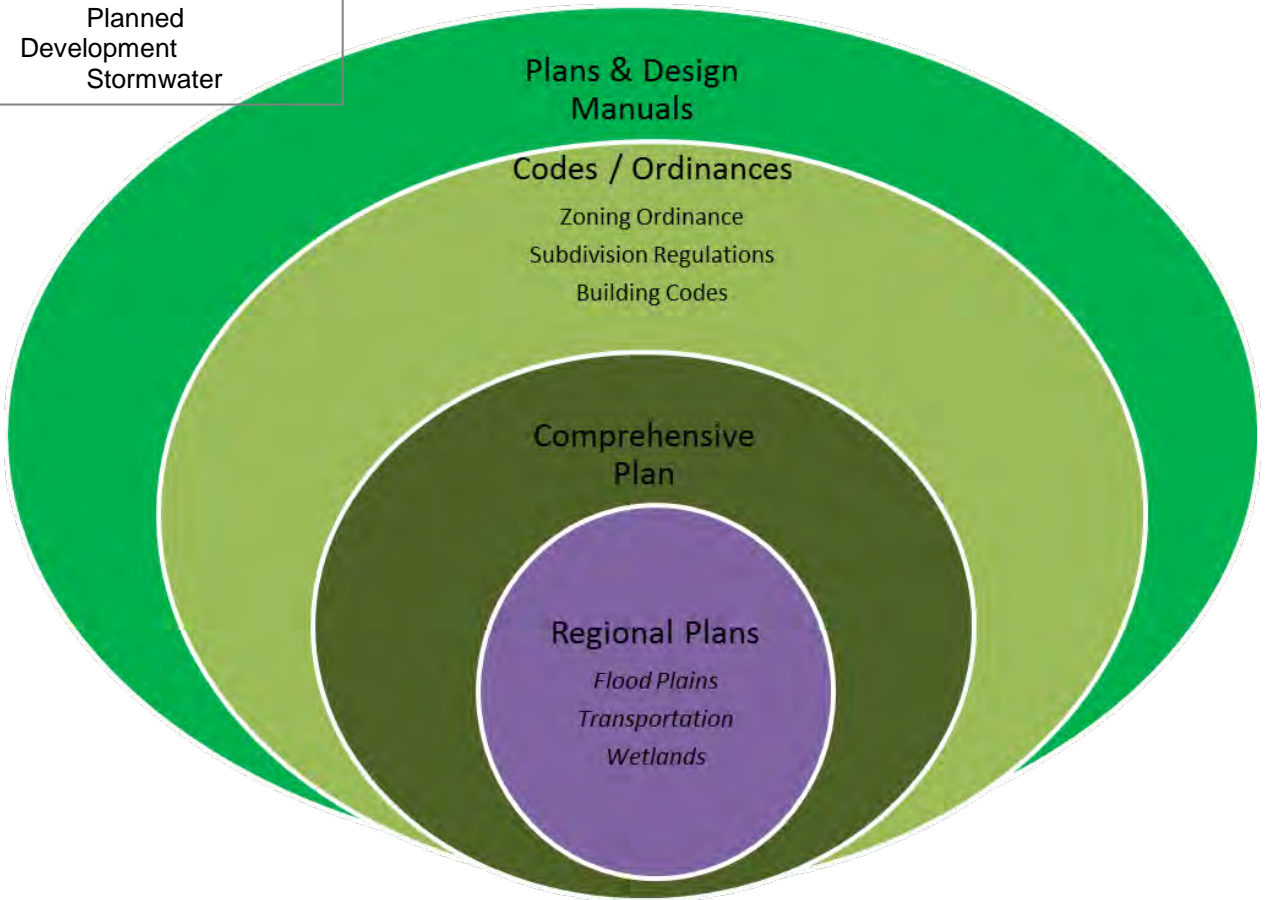 Planned
Development
Stormwater
Plans & Design
Manuals
Codes / Ordinances
Zoning Ordinance
Subdivision Regulations
Building Codes
Comprehensive
Plan
Regional Plans
Flood Plains
Transportation
Wetlands